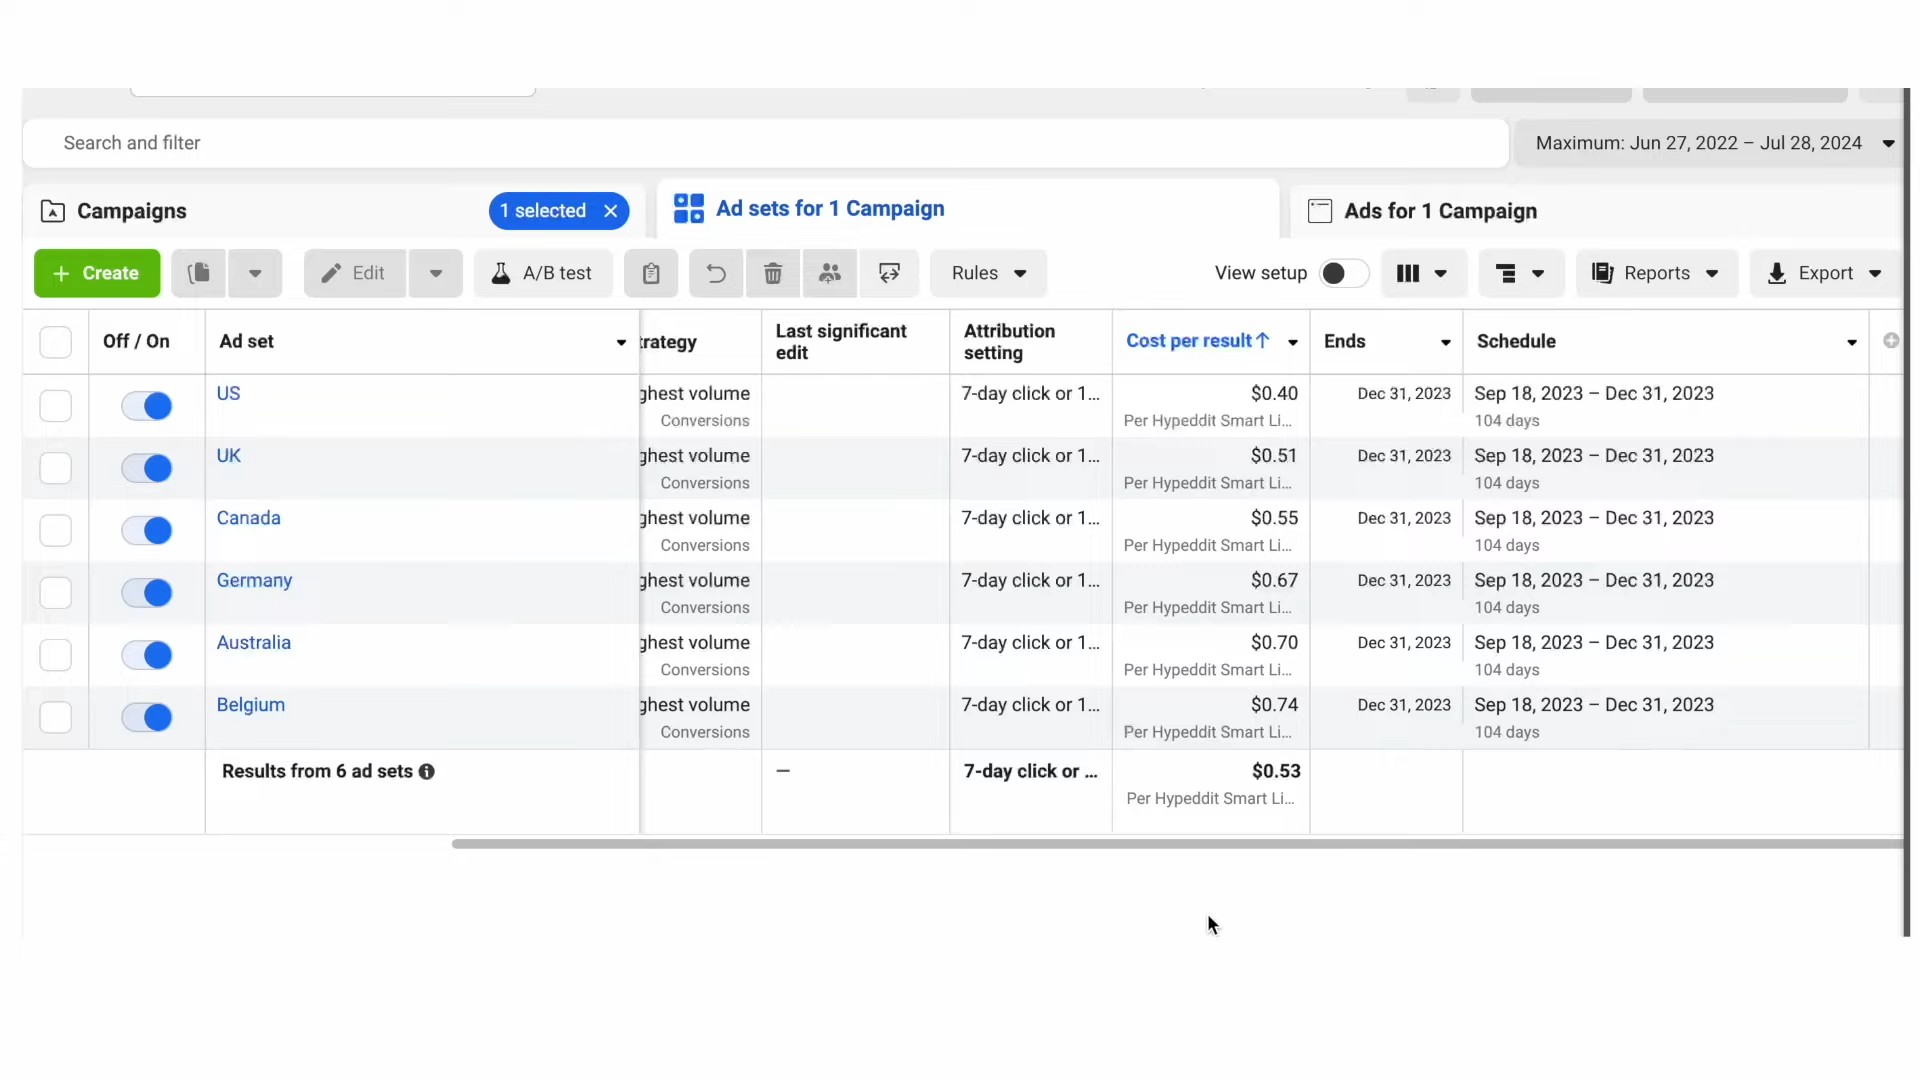 Search and filter
Maximum: Jun 27, 2022 – Jul 28, 2024
Campaigns
1 selected
Ad sets for 1 Campaign
Ads for 1 Campaign
+ Create
Edit
A/B test
Rules
View setup
Reports
Export
Off / On
Ad set
trategy
Last significant
edit
Attribution
setting
Cost per result↑
Ends
Schedule
US
ghest volume
7-day click or 1...
$0.40
Dec 31, 2023
Sep 18, 2023 – Dec 31, 2023
Conversions
Per Hypeddit Smart Li...
104 days
UK
ghest volume
7-day click or 1...
$0.51
Dec 31, 2023
Sep 18, 2023 – Dec 31, 2023
Conversions
Per Hypeddit Smart Li...
104 days
Canada
ghest volume
7-day click or 1...
$0.55
Dec 31, 2023
Sep 18, 2023 – Dec 31, 2023
Conversions
Per Hypeddit Smart Li...
104 days
Germany
ghest volume
7-day click or 1...
$0.67
Dec 31, 2023
Sep 18, 2023 – Dec 31, 2023
Conversions
Per Hypeddit Smart Li...
104 days
Australia
ghest volume
7-day click or 1...
$0.70
Dec 31, 2023
Sep 18, 2023 – Dec 31, 2023
Conversions
Per Hypeddit Smart Li...
104 days
Belgium
ghest volume
7-day click or 1...
$0.74
Dec 31, 2023
Sep 18, 2023 – Dec 31, 2023
Conversions
Per Hypeddit Smart Li...
104 days
Results from 6 ad sets
—
7-day click or ...
$0.53
Per Hypeddit Smart Li...